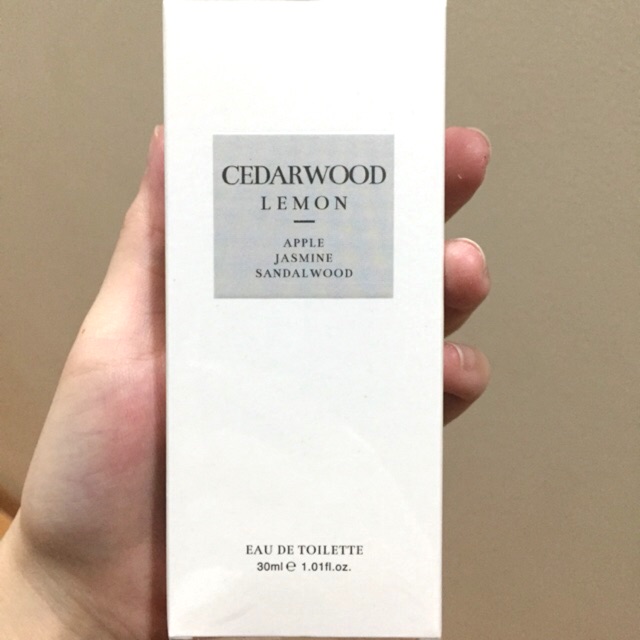 CEDARWOOD
LEMON
APPLE
JASMINE
SANDALWOOD
EAU DE TOILETTE
30ml ℮ 1.01fl.oz.